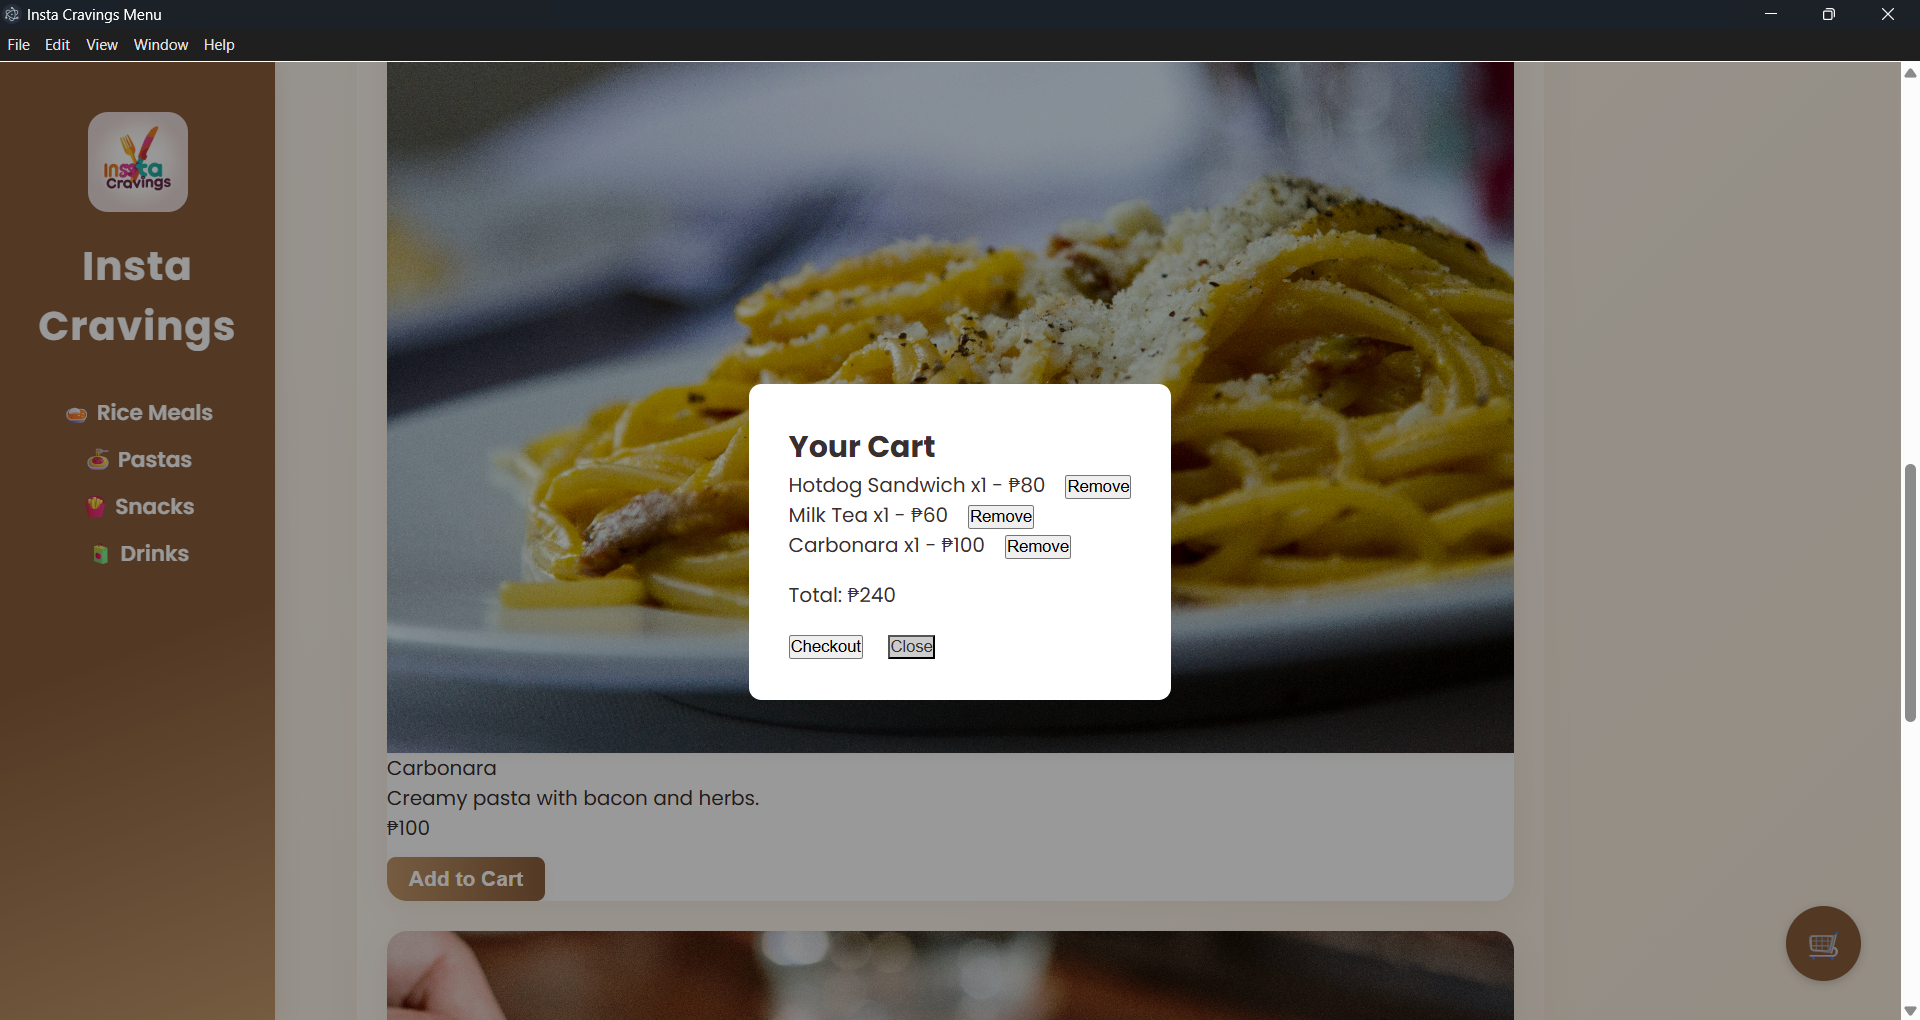 Insta Cravings Menu
File Edit View Window Help
Insta
Cravings
Insta
Cravings
Rice Meals
Pastas
Snacks
Drinks
Your Cart
Hotdog Sandwich x1 - ₱80 Remove
Milk Tea x1 - ₱60 Remove
Carbonara x1 - ₱100 Remove
Total: ₱240
Checkout Close
Carbonara
Creamy pasta with bacon and herbs.
₱100
Add to Cart